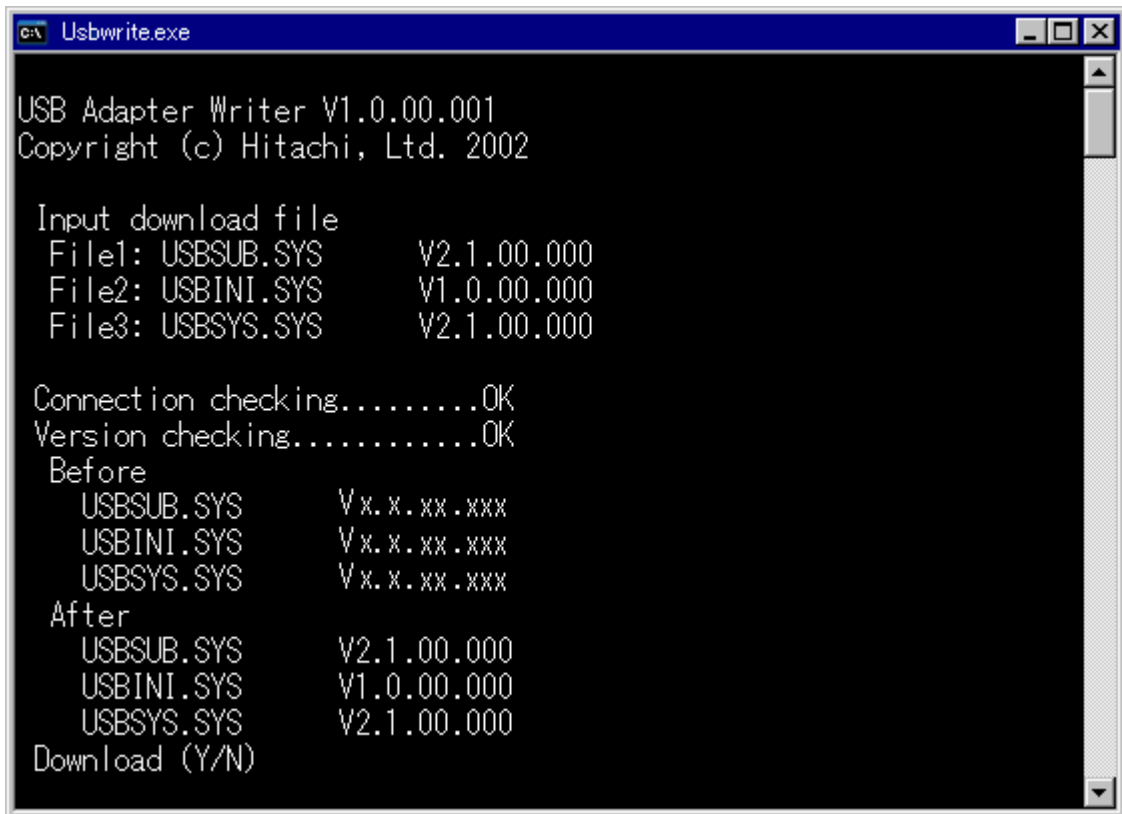 Usbwrite.exe
USB Adapter Writer V1.0.00.001
Copyright (c) Hitachi, Ltd. 2002
Input download file
File1: USBSUB.SYS V2.1.00.000
File2: USBINI.SYS V1.0.00.000
File3: USBSYS.SYS V2.1.00.000
Connection checking.........OK
Version checking............OK
Before
USBSUB.SYS Vx.x.xx.xxx
USBINI.SYS Vx.x.xx.xxx
USBSYS.SYS Vx.x.xx.xxx
After
USBSUB.SYS V2.1.00.000
USBINI.SYS V1.0.00.000
USBSYS.SYS V2.1.00.000
Download (Y/N)